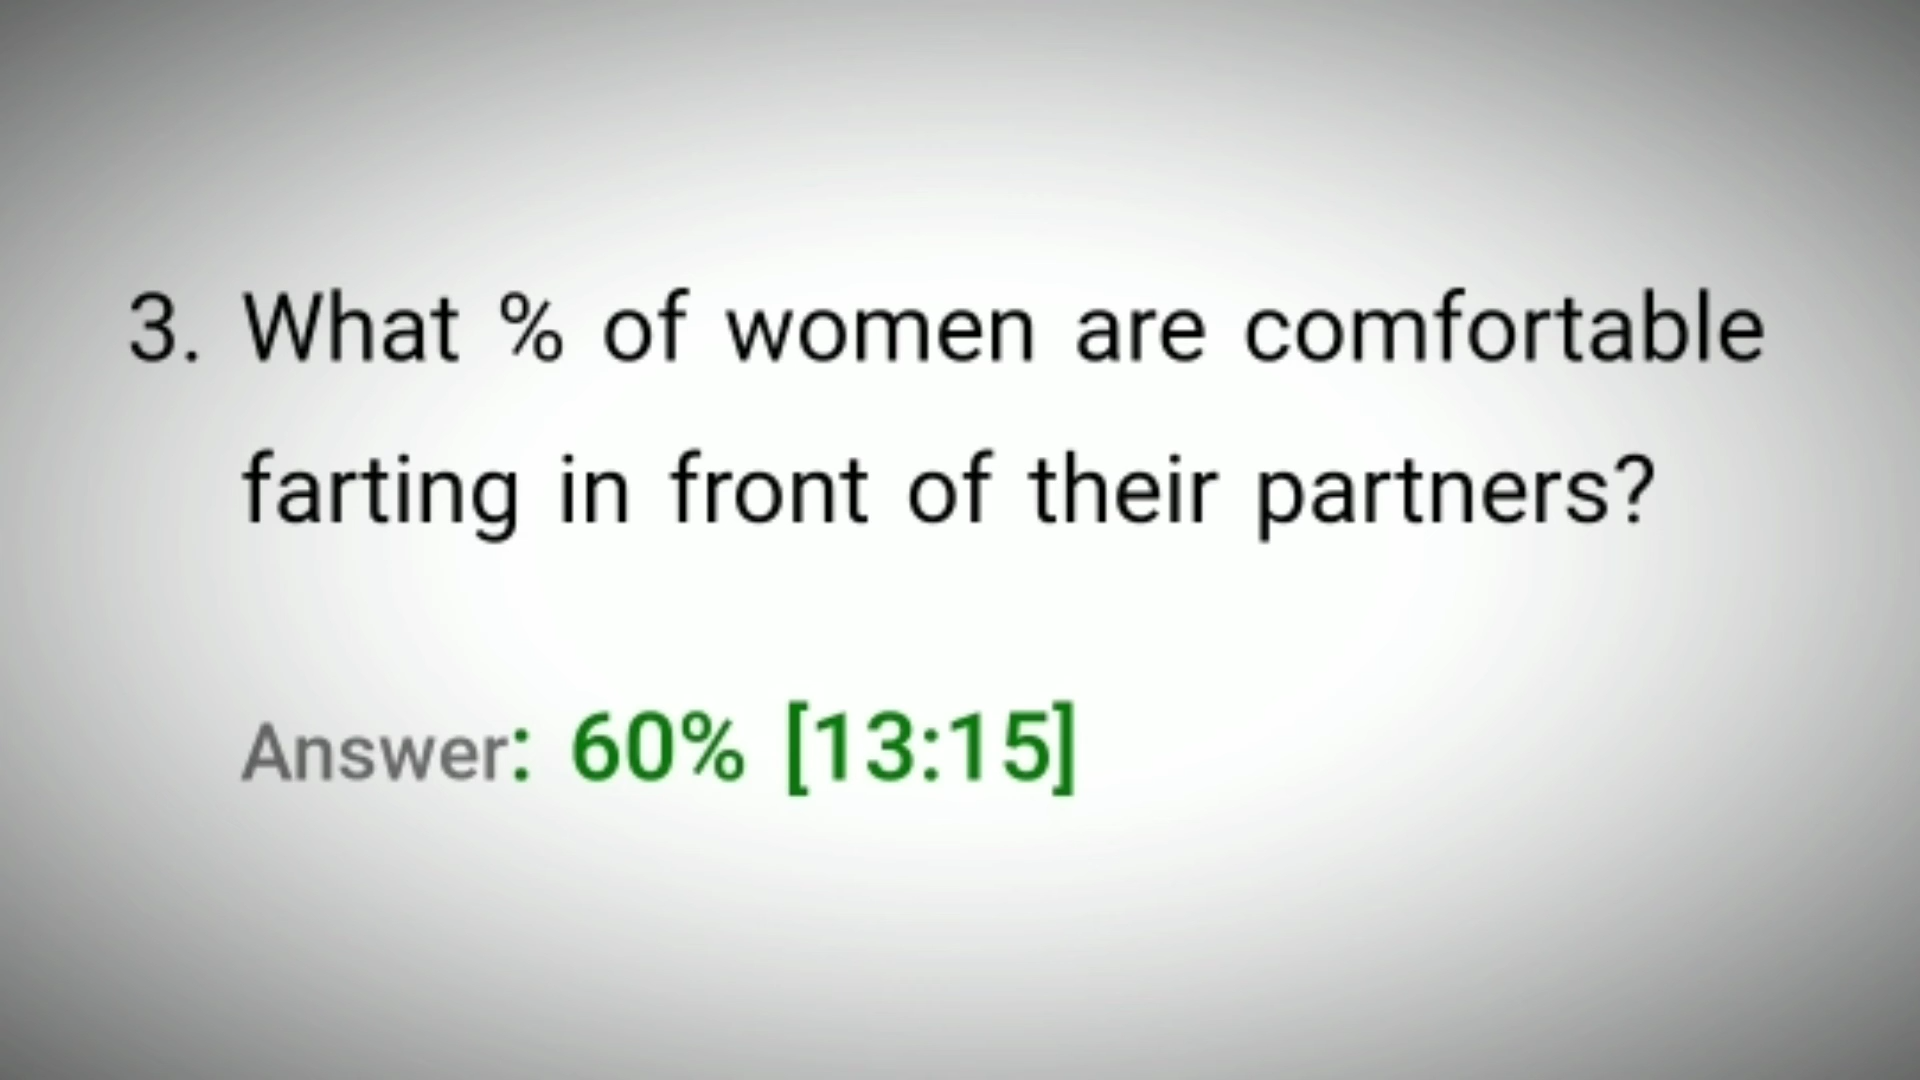 3. What % of women are comfortable
farting in front of their partners?
Answer: 60% [13:15]